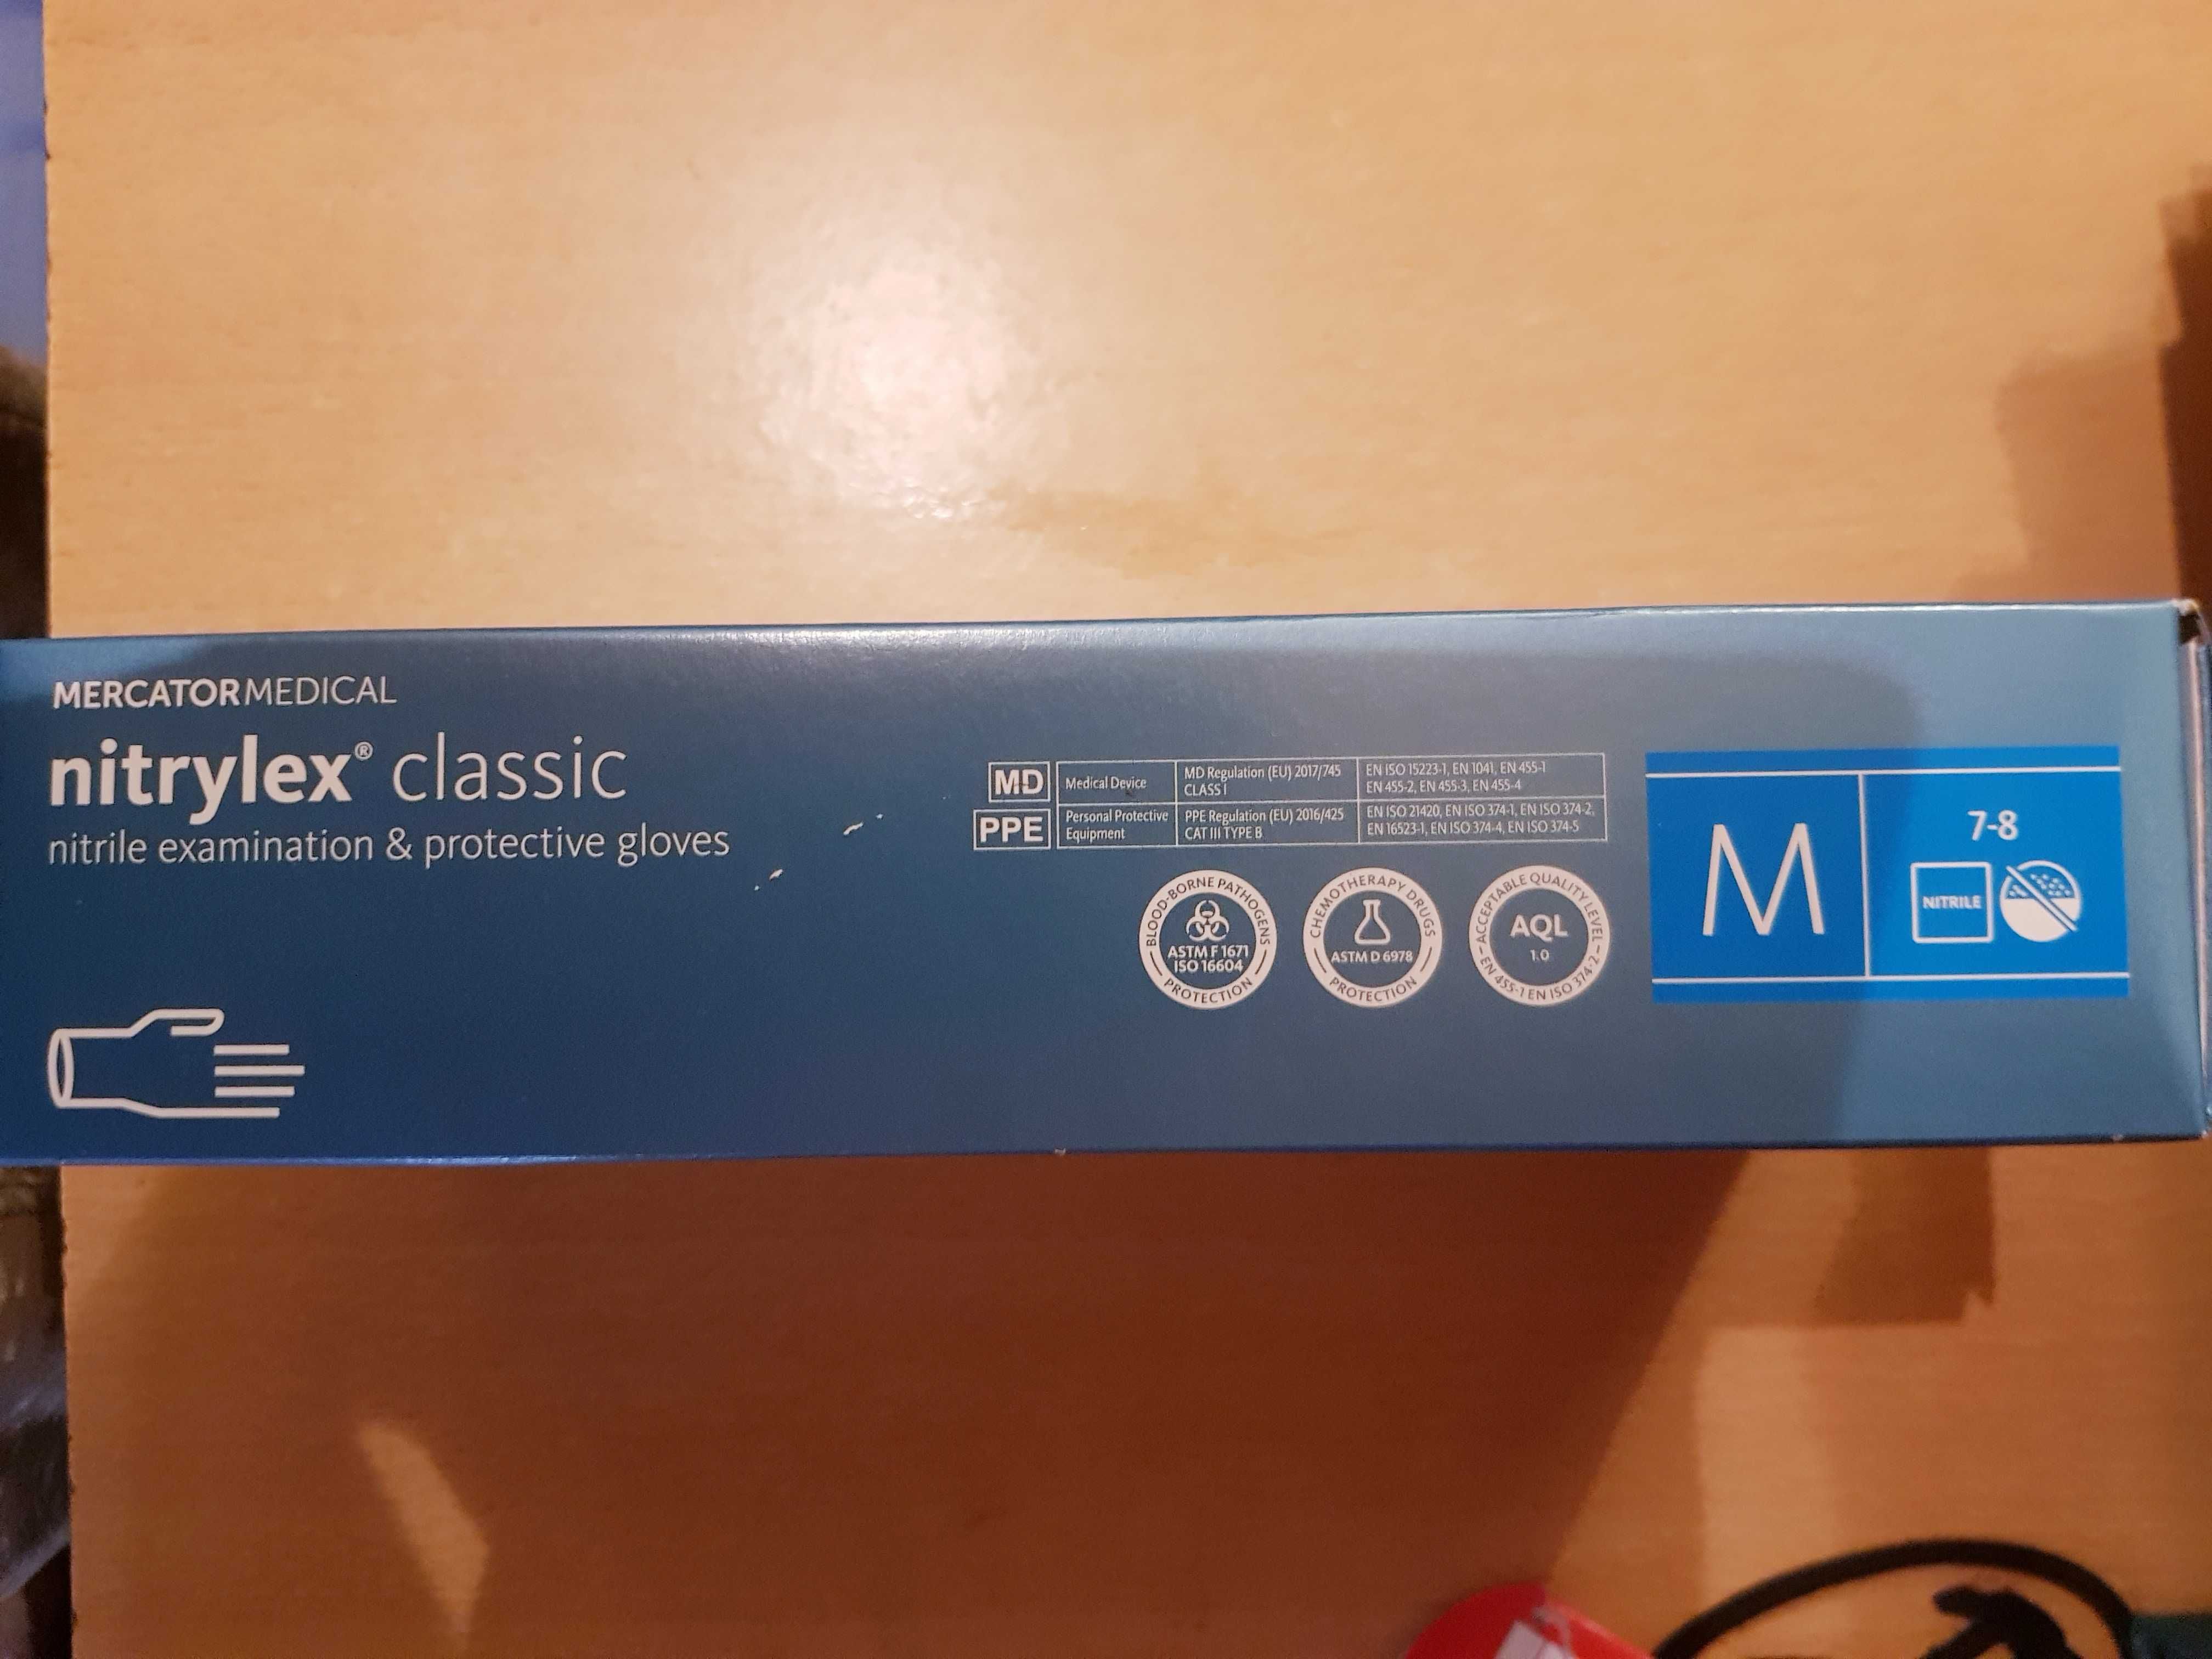 MERCATORMEDICAL
nitrylex® classic
nitrile examination & protective gloves
MD
Medical Device
MD Regulation (EU) 2017/745
CLASS I
EN ISO 15223-1, EN 1041, EN 455-1
EN 455-2, EN 455-3, EN 455-4
PPE
Personal Protective
Equipment
PPE Regulation (EU) 2016/425
CAT III TYPE B
EN ISO 21420, EN ISO 374-1, EN ISO 374-2,
EN 16523-1, EN ISO 374-4, EN ISO 374-5
BLOOD-BORNE PATHOGENS
ASTM F 1671
ISO 16604
PROTECTION
CHEMOTHERAPY DRUGS
ASTM D 6978
PROTECTION
ACCEPTABLE QUALITY LEVEL
AQL
1.0
EN 455-1 EN ISO 374-2
M
7-8
NITRILE